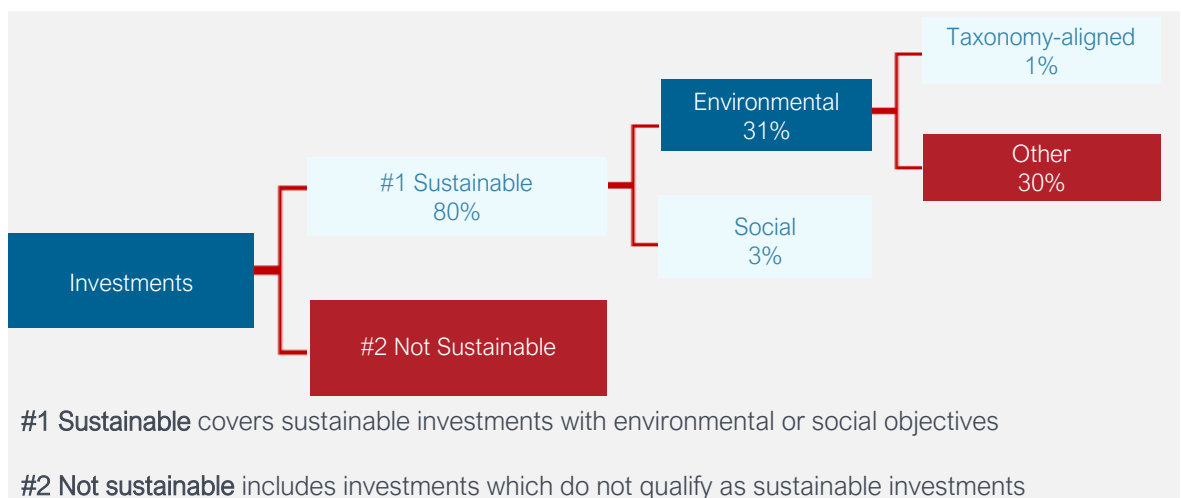 Taxonomy-aligned
1%
Environmental
31%
Other
30%
#1 Sustainable
80%
Social
3%
Investments
#2 Not Sustainable
#1 Sustainable covers sustainable investments with environmental or social objectives
#2 Not sustainable includes investments which do not qualify as sustainable investments